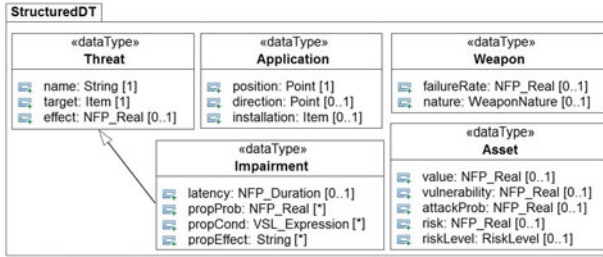 StructuredDT
«dataType»
Threat
name: String [1]
target: Item [1]
effect: NFP_Real [0..1]
«dataType»
Application
position: Point [1]
direction: Point [0..1]
installation: Item [0..1]
«dataType»
Weapon
failureRate: NFP_Real [0..1]
nature: WeaponNature [0..1]
«dataType»
Impairment
latency: NFP_Duration [0..1]
propProb: NFP_Real [*]
propCond: VSL_Expression [*]
propEffect: String [*]
«dataType»
Asset
value: NFP_Real [0..1]
vulnerability: NFP_Real [0..1]
attackProb: NFP_Real [0..1]
risk: NFP_Real [0..1]
riskLevel: RiskLevel [0..1]